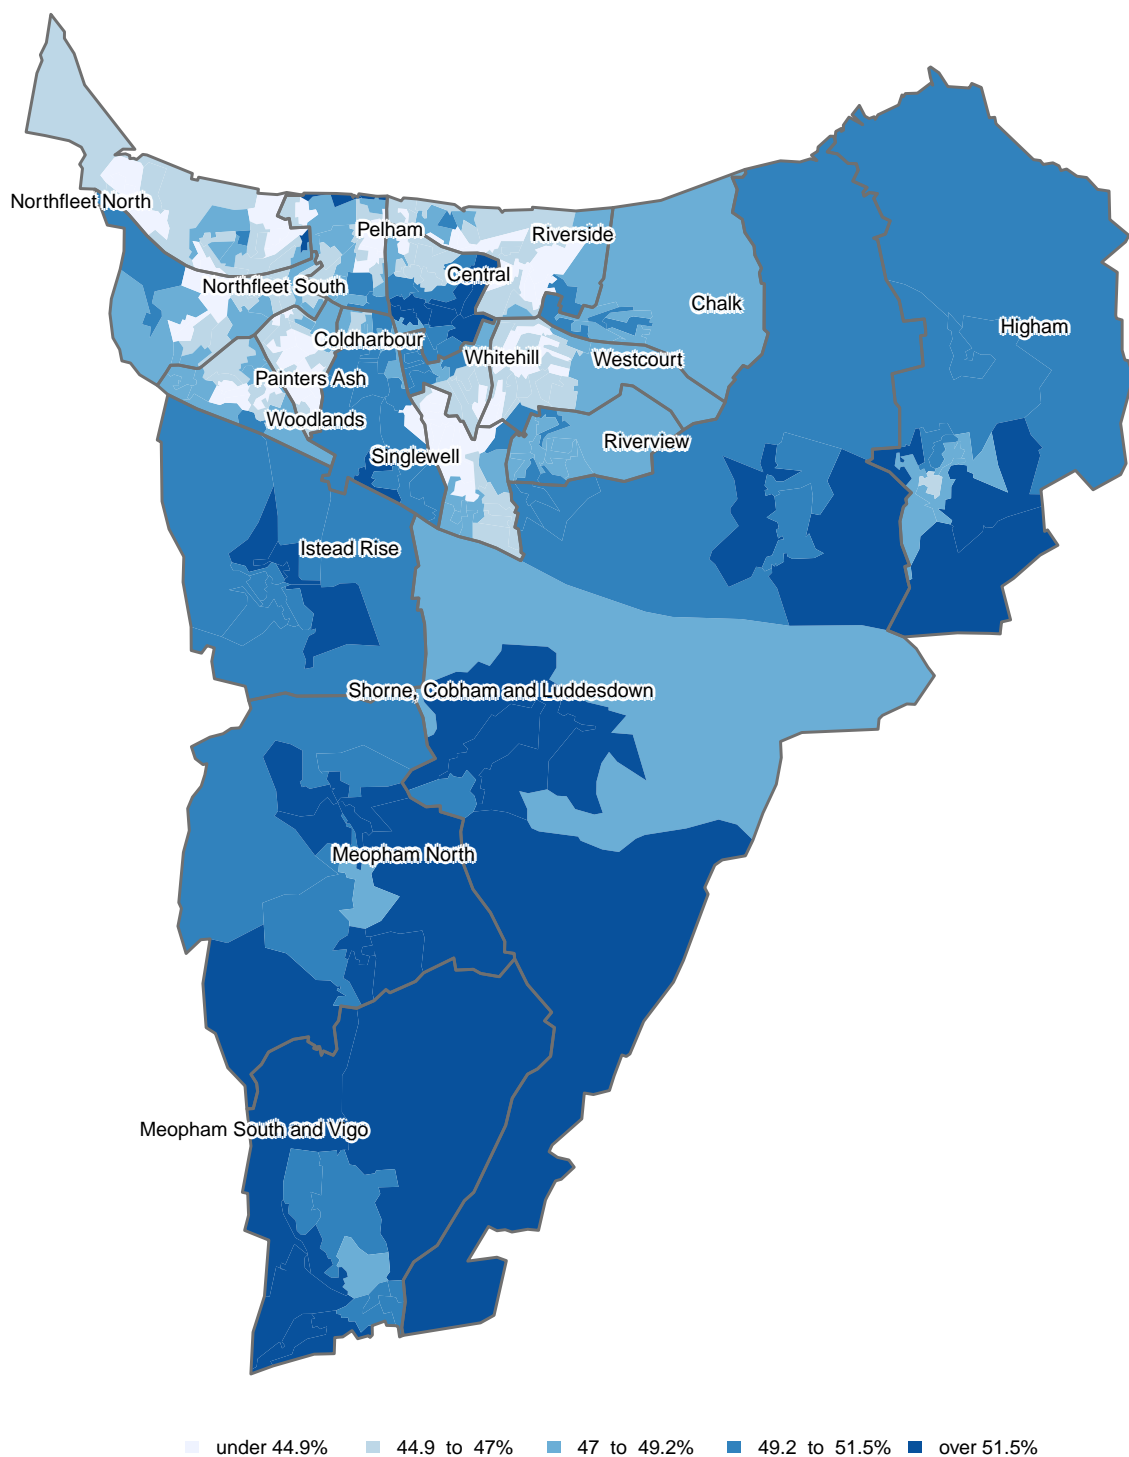 Northfleet North
Pelham
Riverside
Central
Northfleet South
Chalk
Higham
Coldharbour
Whitehill
Westcourt
Painters Ash
Woodlands
Riverview
Singlewell
Istead Rise
Shorne, Cobham and Luddesdown
Meopham North
Meopham South and Vigo
under 44.9% 44.9 to 47% 47 to 49.2% 49.2 to 51.5% over 51.5%